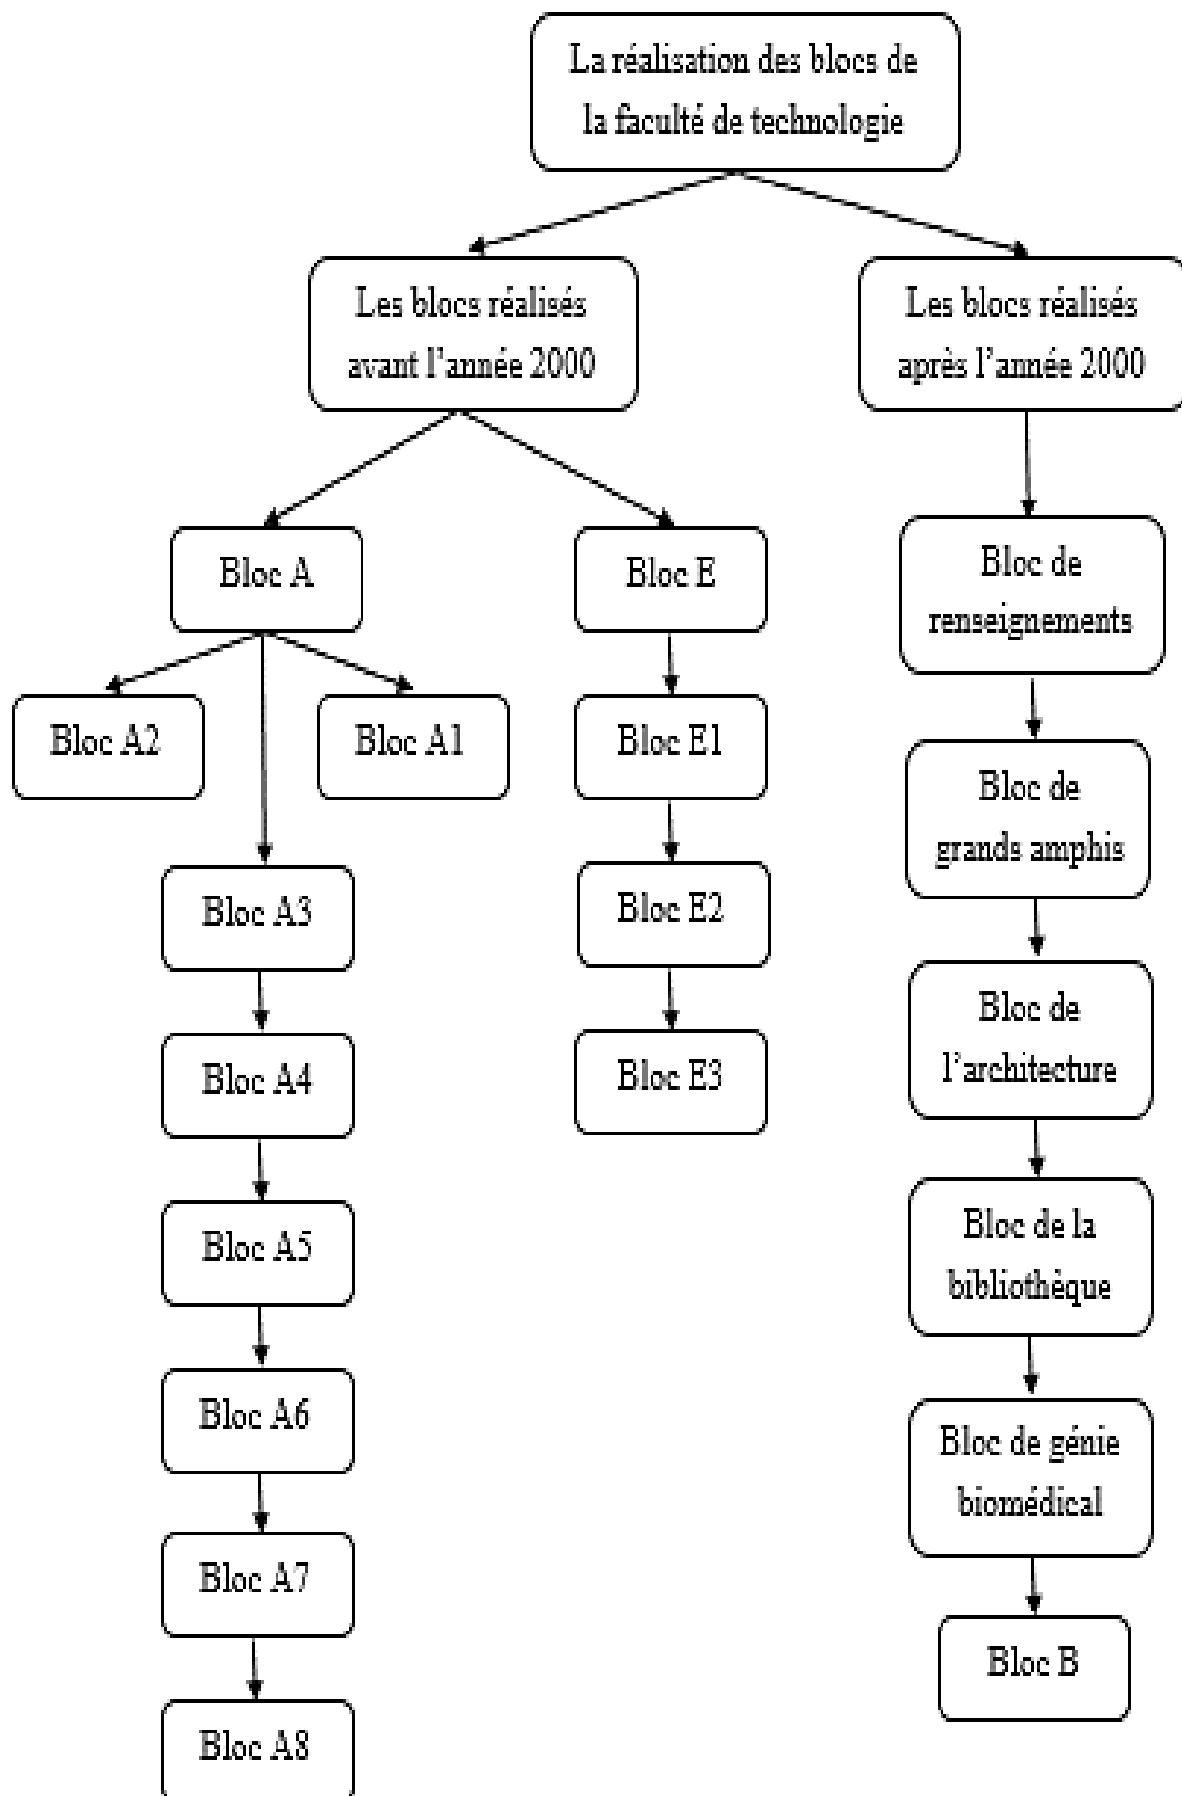 La réalisation des blocs de
la faculté de technologie
Les blocs réalisés
avant l'année 2000
Les blocs réalisés
après l'année 2000
Bloc A
Bloc E
Bloc de
renseignements
Bloc A2
Bloc A1
Bloc E1
Bloc de
grands amphis
Bloc A3
Bloc E2
Bloc de
l'architecture
Bloc A4
Bloc E3
Bloc A5
Bloc de la
bibliothèque
Bloc A6
Bloc de génie
biomédical
Bloc A7
Bloc B
Bloc A8